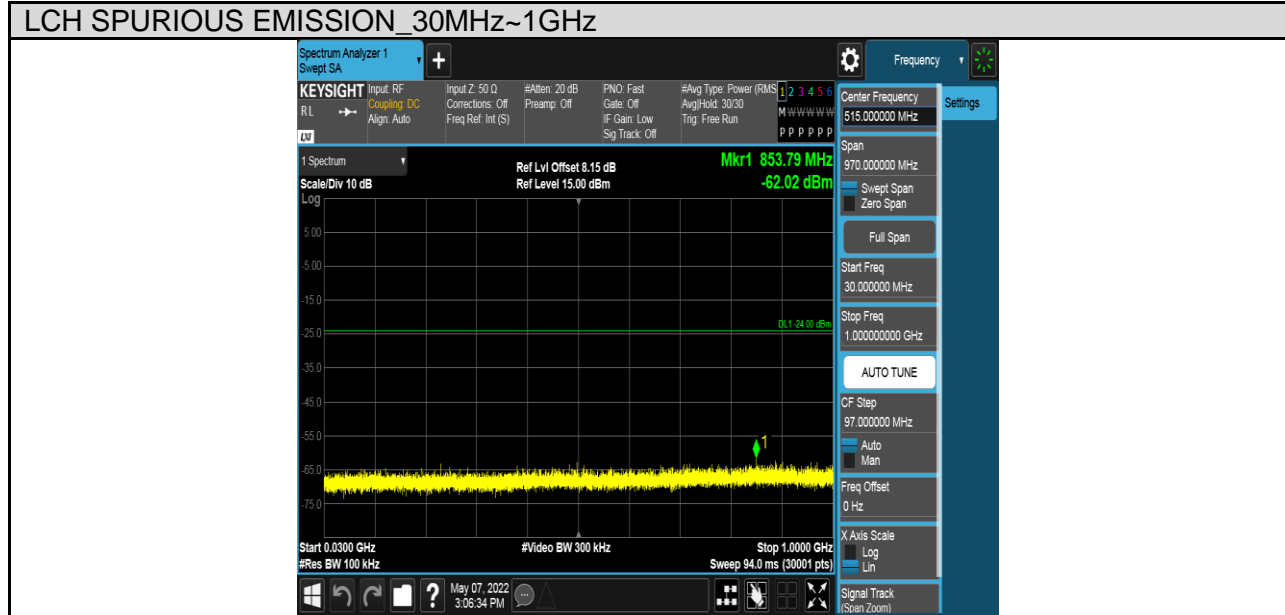 LCH SPURIOUS EMISSION_30MHz~1GHz
Spectrum Analyzer 1
Swept SA
+
Frequency
KEYSIGHT
RL
LXI
Input: RF
Coupling: DC
Align: Auto
Input Z: 50 Ω
Corrections: Off
Freq Ref: Int (S)
#Atten: 20 dB
Preamp: Off
PNO: Fast
Gate: Off
IF Gain: Low
Sig Track: Off
#Avg Type: Power (RMS
Avg|Hold: 30/30
Trig: Free Run
1 2 3 4 5 6
M W W W W W
P P P P P P
Center Frequency
515.000000 MHz
Settings
1 Spectrum
Scale/Div 10 dB
Ref Lvl Offset 8.15 dB
Ref Level 15.00 dBm
Mkr1 853.79 MHz
-62.02 dBm
Log
5.00
-5.00
-15.0
-25.0
-35.0
-45.0
-55.0
-65.0
-75.0
DL1 -24.00 dBm
1
Start 0.0300 GHz
#Res BW 100 kHz
#Video BW 300 kHz
Stop 1.0000 GHz
Sweep 94.0 ms (30001 pts)
Span
970.000000 MHz
Swept Span
Zero Span
Full Span
Start Freq
30.000000 MHz
Stop Freq
1.000000000 GHz
AUTO TUNE
CF Step
97.000000 MHz
Auto
Man
Freq Offset
0 Hz
X Axis Scale
Log
Lin
Signal Track
(Span Zoom)
?
May 07, 2022
3:06:34 PM